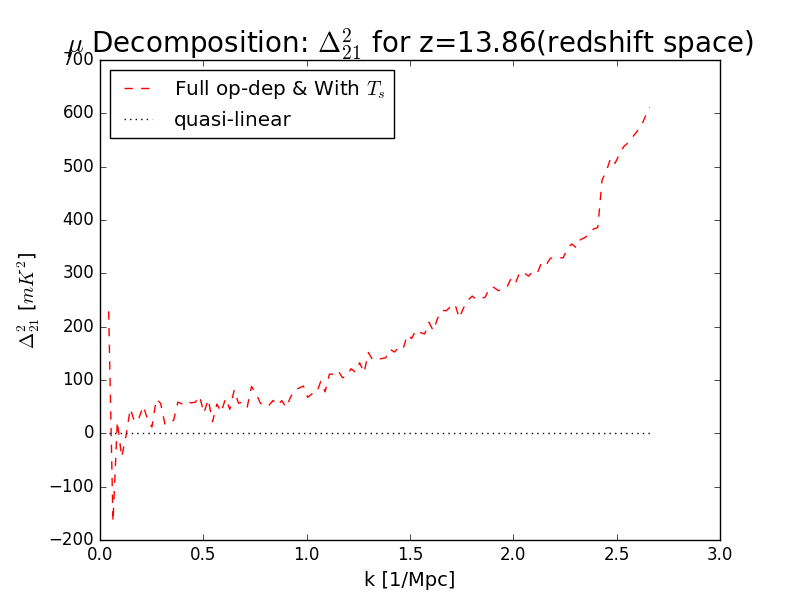 μ Decomposition: Δ²₂₁ for z=13.86(redshift space)
700
600
500
400
300
200
100
0
−100
−200
Full op-dep & With Tₛ
quasi-linear
Δ²₂₁ [mK²]
0.0 0.5 1.0 1.5 2.0 2.5 3.0
k [1/Mpc]